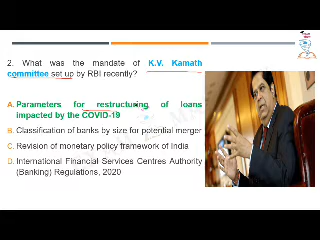 2. What was the mandate of K.V. Kamath
committee set up by RBI recently?
A. Parameters for restructuring of loans
impacted by the COVID-19
B. Classification of banks by size for potential merger
C. Revision of monetary policy framework of India
D. International Financial Services Centres Authority
(Banking) Regulations, 2020